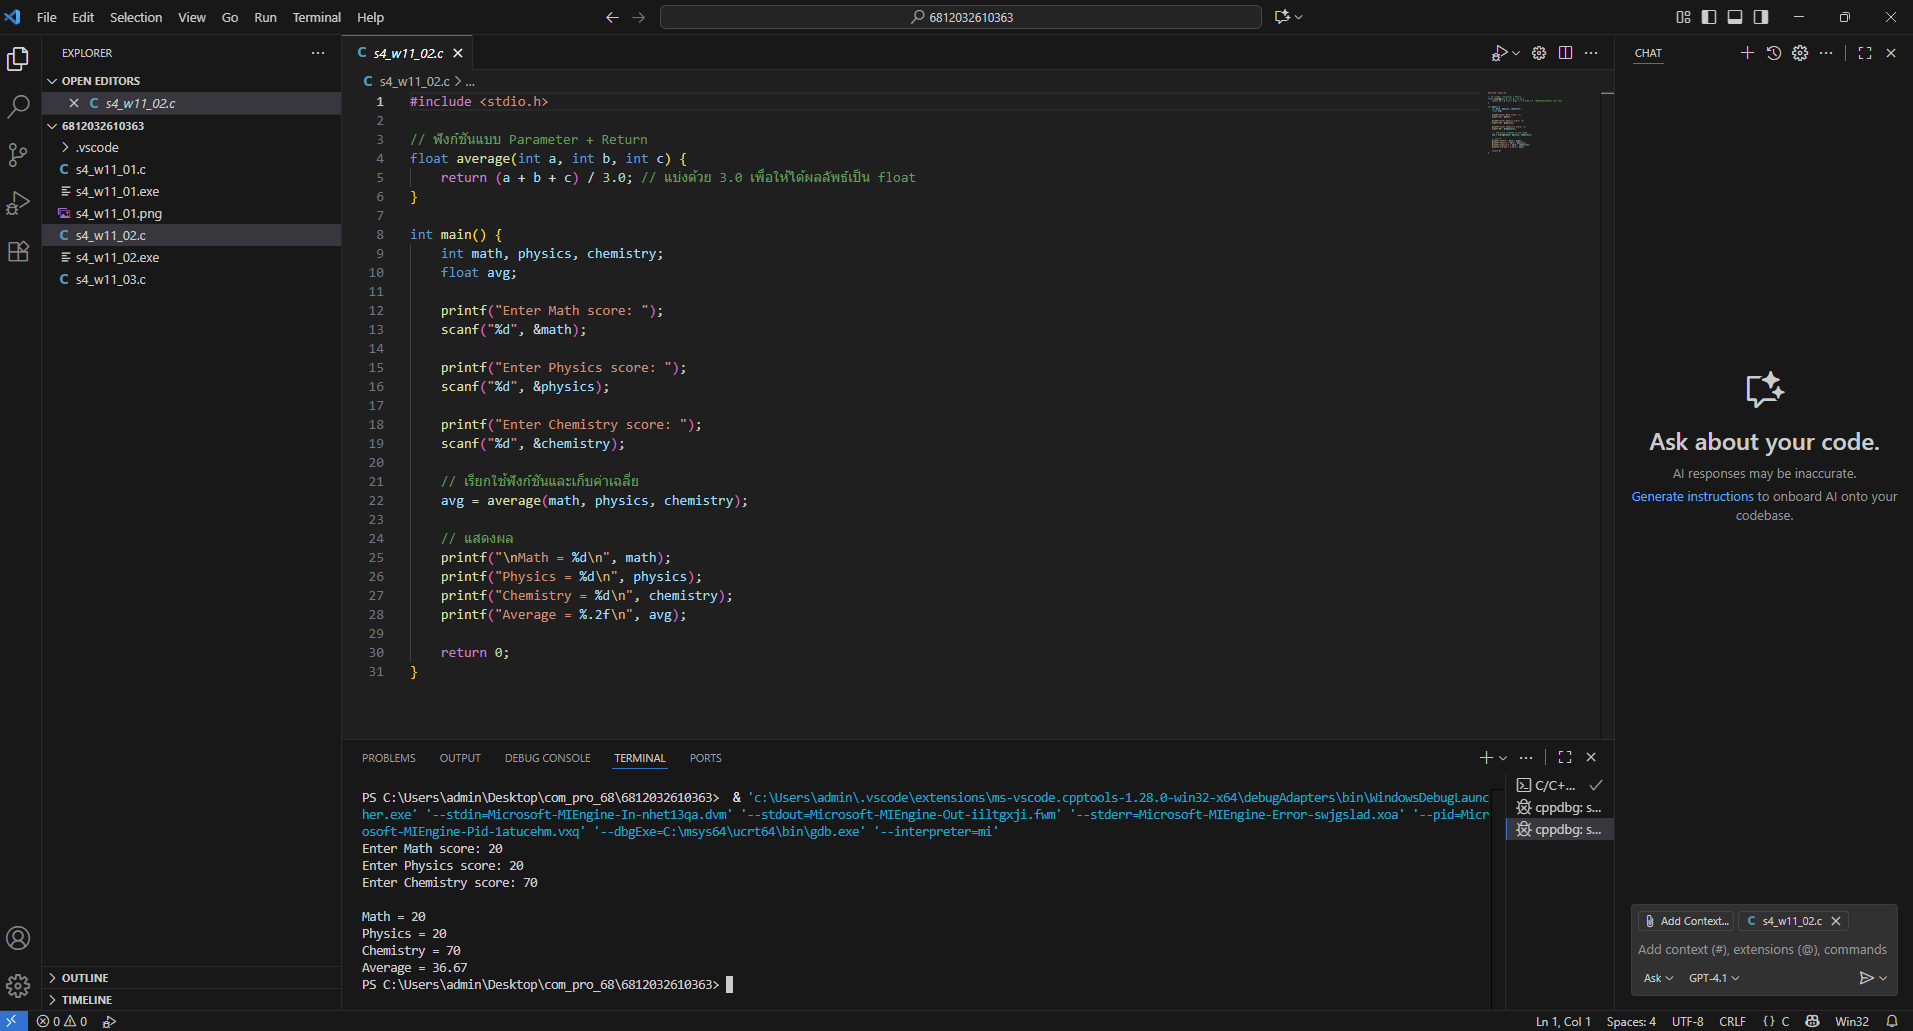 File Edit Selection View Go Run Terminal Help
6812032610363
EXPLORER
OPEN EDITORS
s4_w11_02.c
6812032610363
.vscode
s4_w11_01.c
s4_w11_01.exe
s4_w11_01.png
s4_w11_02.c
s4_w11_02.exe
s4_w11_03.c
OUTLINE
TIMELINE
s4_w11_02.c
s4_w11_02.c > ...
1 #include <stdio.h>
2
3 // ฟังก์ชันแบบ Parameter + Return
4 float average(int a, int b, int c) {
5 return (a + b + c) / 3.0; // แบ่งด้วย 3.0 เพื่อให้ได้ผลลัพธ์เป็น float
6 }
7
8 int main() {
9 int math, physics, chemistry;
10 float avg;
11
12 printf("Enter Math score: ");
13 scanf("%d", &math);
14
15 printf("Enter Physics score: ");
16 scanf("%d", &physics);
17
18 printf("Enter Chemistry score: ");
19 scanf("%d", &chemistry);
20
21 // เรียกใช้ฟังก์ชันและเก็บค่าเฉลี่ย
22 avg = average(math, physics, chemistry);
23
24 // แสดงผล
25 printf("\nMath = %d\n", math);
26 printf("Physics = %d\n", physics);
27 printf("Chemistry = %d\n", chemistry);
28 printf("Average = %.2f\n", avg);
29
30 return 0;
31 }
PROBLEMS OUTPUT DEBUG CONSOLE TERMINAL PORTS
PS C:\Users\admin\Desktop\com_pro_68\6812032610363> & 'c:\Users\admin\.vscode\extensions\ms-vscode.cpptools-1.28.0-win32-x64\debugAdapters\bin\WindowsDebugLaunc
her.exe' '--stdin=Microsoft-MIEngine-In-nhet13qa.dvm' '--stdout=Microsoft-MIEngine-Out-iiltgxji.fwm' '--stderr=Microsoft-MIEngine-Error-swjgslad.xoa' '--pid=Micr
osoft-MIEngine-Pid-1atucehm.vxq' '--dbgExe=C:\msys64\ucrt64\bin\gdb.exe' '--interpreter=mi'
Enter Math score: 20
Enter Physics score: 20
Enter Chemistry score: 70
Math = 20
Physics = 20
Chemistry = 70
Average = 36.67
PS C:\Users\admin\Desktop\com_pro_68\6812032610363>
C/C+...
cppdbg: s...
cppdbg: s...
CHAT
Ask about your code.
AI responses may be inaccurate.
Generate instructions to onboard AI onto your
codebase.
Add Context... C s4_w11_02.c
Add context (#), extensions (@), commands
Ask GPT-4.1
0 0
Ln 1, Col 1 Spaces: 4 UTF-8 CRLF {} C Win32